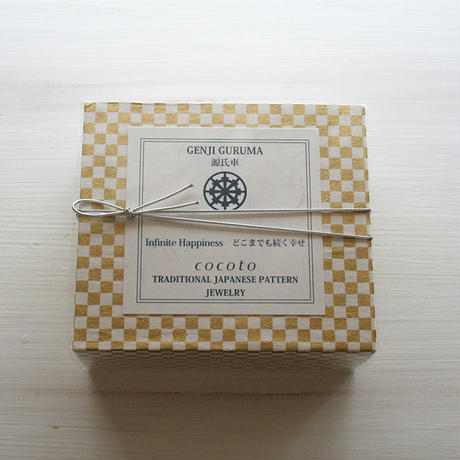 GENJI GURUMA
源氏車
Infinite Happiness どこまでも続く幸せ
cocoto
TRADITIONAL JAPANESE PATTERN
JEWELRY